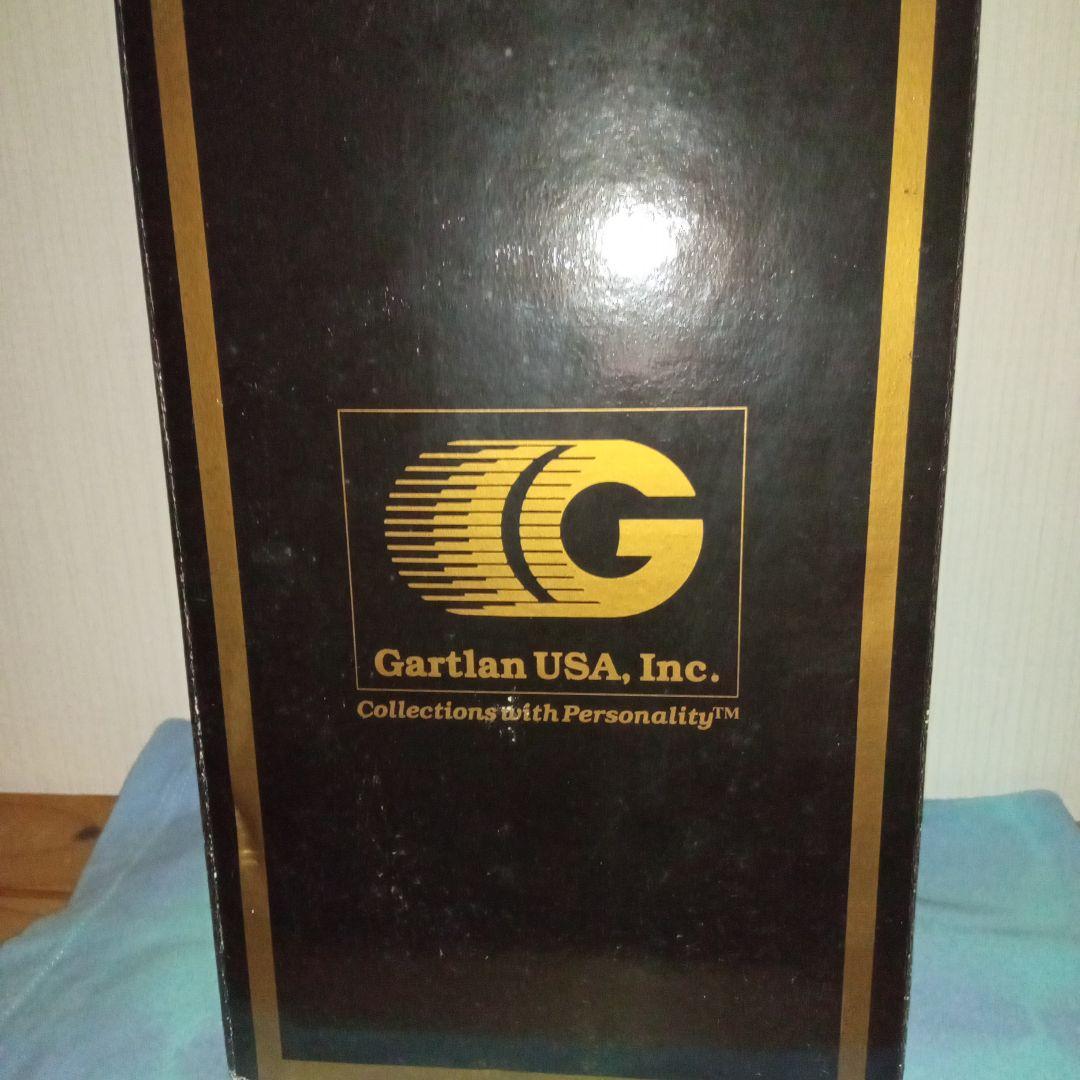 G
Gartlan USA, Inc.
Collections with Personality™